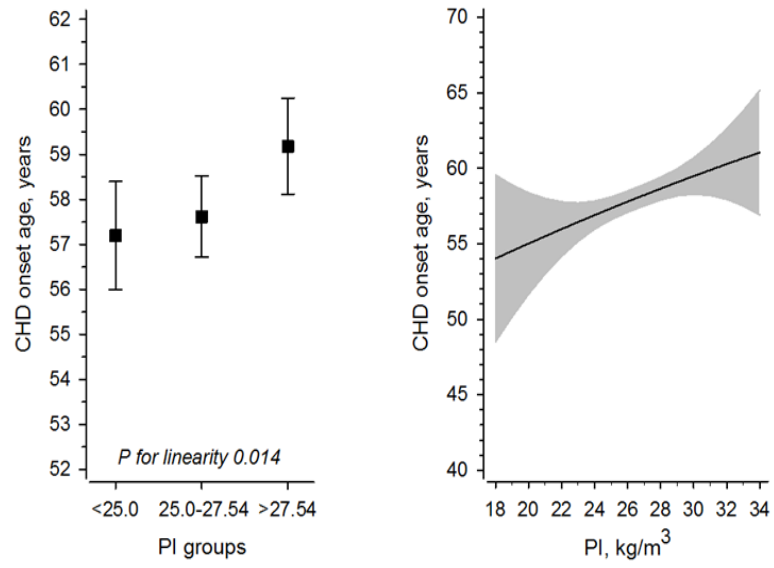 62
61
60
59
58
57
56
55
54
53
52
CHD onset age, years
P for linearity 0.014
<25.0 25.0-27.54 >27.54
PI groups
70
65
60
55
50
45
40
CHD onset age, years
18 20 22 24 26 28 30 32 34
PI, kg/m³